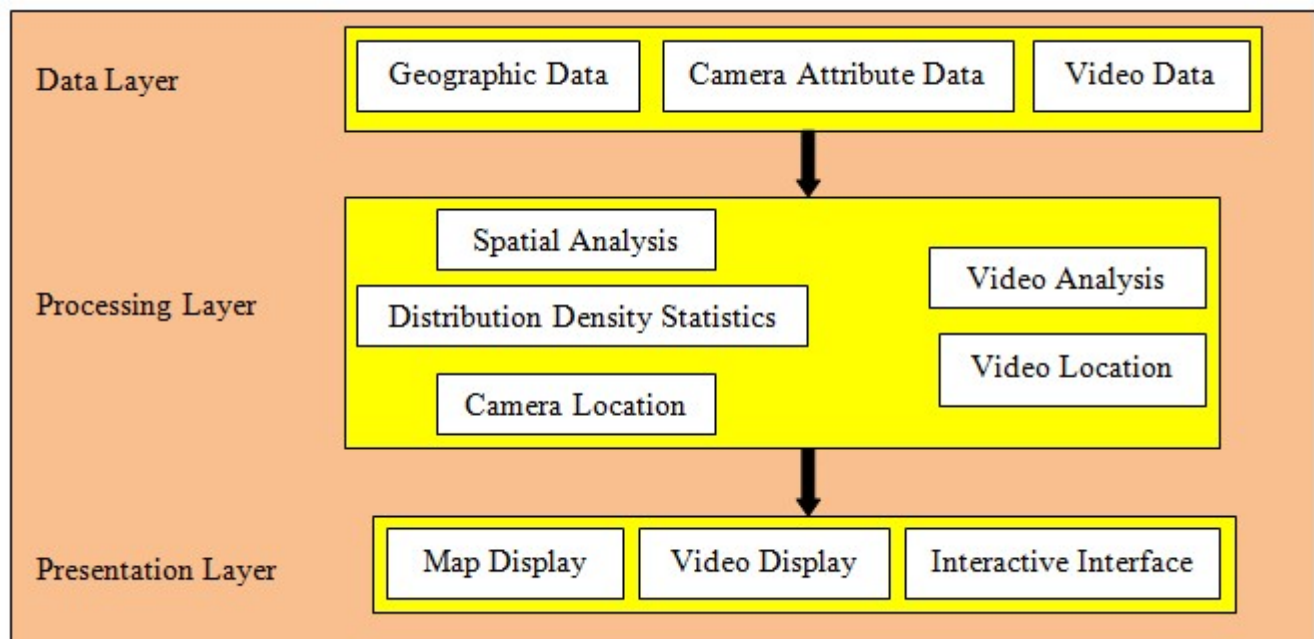 Data Layer
Geographic Data
Camera Attribute Data
Video Data
Processing Layer
Spatial Analysis
Distribution Density Statistics
Camera Location
Video Analysis
Video Location
Presentation Layer
Map Display
Video Display
Interactive Interface